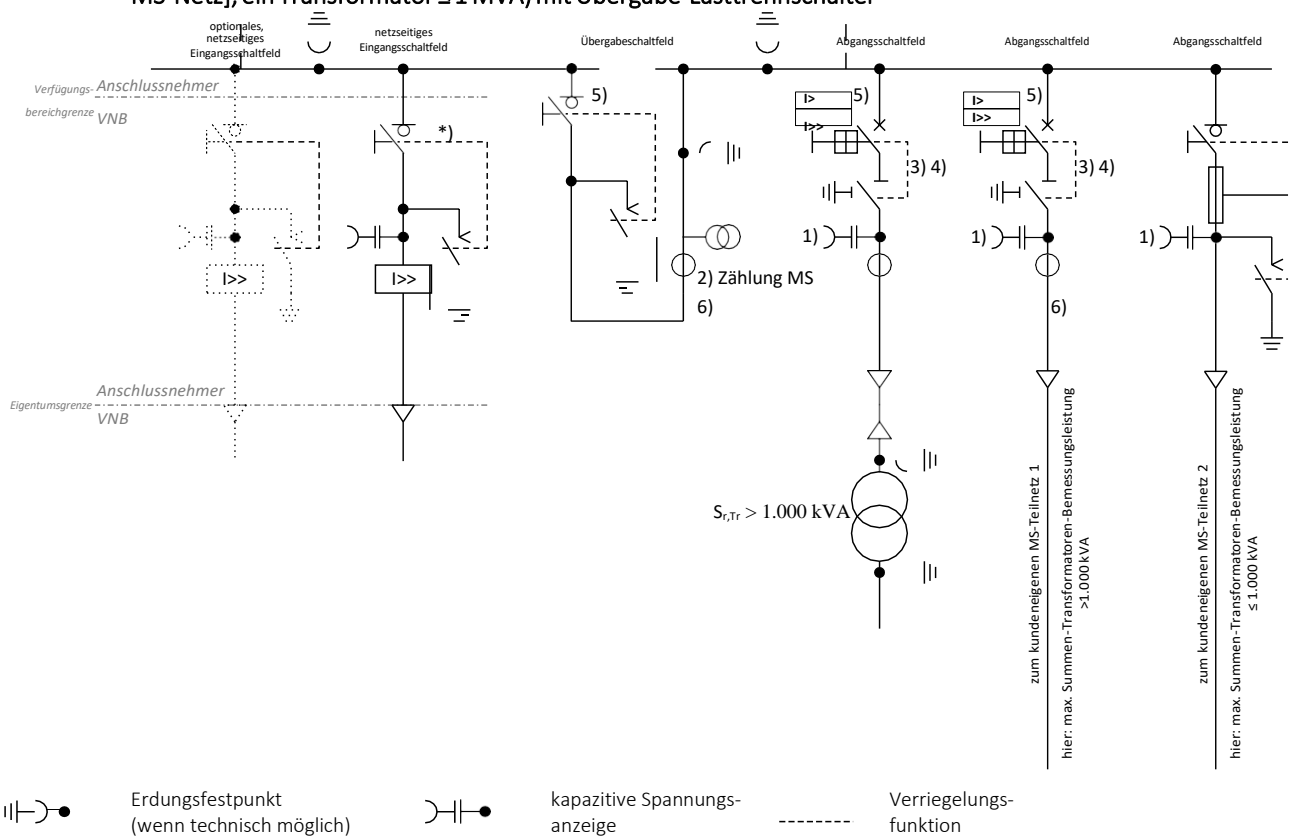 MS-Netz], ein Transformator ≤ 1 MVA) mit Übergabe-Lasttrennschalter
optionales,
netzseitiges
Eingangsschaltfeld
netzseitiges
Eingangsschaltfeld
Übergabeschaltfeld
Abgangsschaltfeld
Abgangsschaltfeld
Abgangsschaltfeld
Verfügungs-
bereichgrenze
Anschlussnehmer
VNB
*)
5)
I>
I>>
5)
I>
I>>
5)
3) 4)
3) 4)
1)
1)
1)
I>>
I>>
2) Zählung MS
6)
6)
Eigentumsgrenze
Anschlussnehmer
VNB
Sr,Tr > 1.000 kVA
zum kundeneigenen MS-Teilnetz 1
hier: max. Summen-Transformatoren-Bemessungsleistung
>1.000 kVA
zum kundeneigenen MS-Teilnetz 2
hier: max. Summen-Transformatoren-Bemessungsleistung
≤ 1.000 kVA
Erdungsfestpunkt
(wenn technisch möglich)
kapazitive Spannungs-
anzeige
Verriegelungs-
funktion